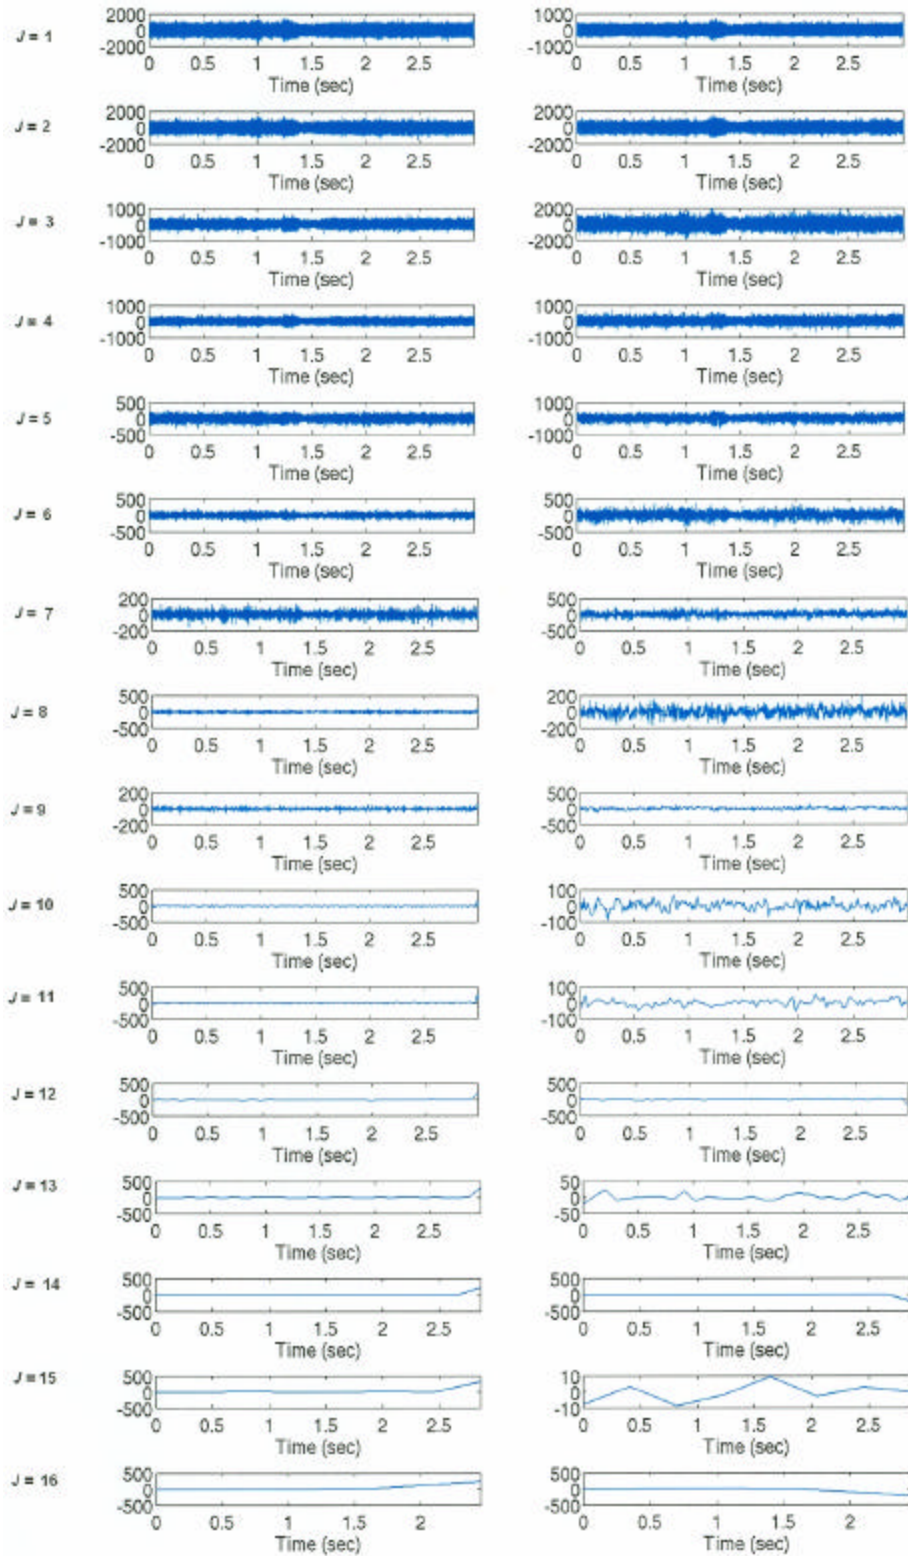 2000 1000
J = 1 0 0
-2000 -1000
0 0.5 1 1.5 2 2.5 0 0.5 1 1.5 2 2.5
Time (sec) Time (sec)
2000 2000
J = 2 0 0
-2000 -2000
0 0.5 1 1.5 2 2.5 0 0.5 1 1.5 2 2.5
Time (sec) Time (sec)
1000 2000
J = 3 0 0
-1000 -2000
0 0.5 1 1.5 2 2.5 0 0.5 1 1.5 2 2.5
Time (sec) Time (sec)
1000 1000
J = 4 0 0
-1000 -1000
0 0.5 1 1.5 2 2.5 0 0.5 1 1.5 2 2.5
Time (sec) Time (sec)
500 1000
J = 5 0 0
-500 -1000
0 0.5 1 1.5 2 2.5 0 0.5 1 1.5 2 2.5
Time (sec) Time (sec)
500 500
J = 6 0 0
-500 -500
0 0.5 1 1.5 2 2.5 0 0.5 1 1.5 2 2.5
Time (sec) Time (sec)
200 500
J = 7 0 0
-200 -500
0 0.5 1 1.5 2 2.5 0 0.5 1 1.5 2 2.5
Time (sec) Time (sec)
500 200
J = 8 0 0
-500 -200
0 0.5 1 1.5 2 2.5 0 0.5 1 1.5 2 2.5
Time (sec) Time (sec)
200 500
J = 9 0 0
-200 -500
0 0.5 1 1.5 2 2.5 0 0.5 1 1.5 2 2.5
Time (sec) Time (sec)
500 100
J = 10 0 0
-500 -100
0 0.5 1 1.5 2 2.5 0 0.5 1 1.5 2 2.5
Time (sec) Time (sec)
500 100
J = 11 0 0
-500 -100
0 0.5 1 1.5 2 2.5 0 0.5 1 1.5 2 2.5
Time (sec) Time (sec)
500 500
J = 12 0 0
-500 -500
0 0.5 1 1.5 2 2.5 0 0.5 1 1.5 2 2.5
Time (sec) Time (sec)
500 50
J = 13 0 0
-500 -50
0 0.5 1 1.5 2 2.5 0 0.5 1 1.5 2 2.5
Time (sec) Time (sec)
500 500
J = 14 0 0
-500 -500
0 0.5 1 1.5 2 2.5 0 0.5 1 1.5 2 2.5
Time (sec) Time (sec)
500 10
J = 15 0 0
-500 -10
0 0.5 1 1.5 2 2.5 0 0.5 1 1.5 2 2.5
Time (sec) Time (sec)
500 500
J = 16 0 0
-500 -500
0 0.5 1 1.5 2 0 0.5 1 1.5 2
Time (sec) Time (sec)